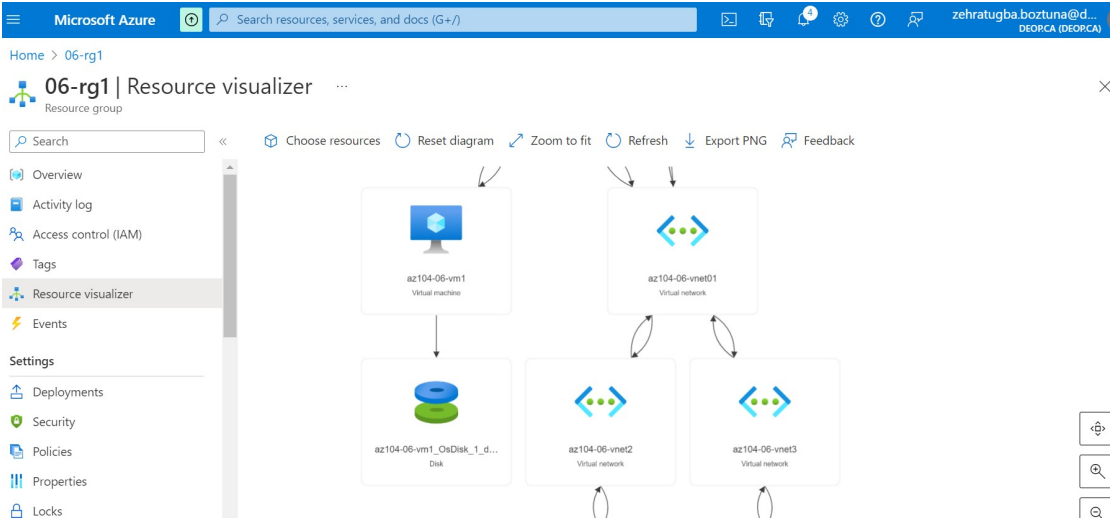 Microsoft Azure
Search resources, services, and docs (G+/)
4
zehratugba.boztuna@d...
DEOP.CA (DEOP.CA)
Home > 06-rg1
06-rg1 | Resource visualizer ...
Resource group
Search
«
Choose resources
Reset diagram
Zoom to fit
Refresh
Export PNG
Feedback
Overview
Activity log
Access control (IAM)
Tags
Resource visualizer
Events
Settings
Deployments
Security
Policies
Properties
Locks
az104-06-vm1
Virtual machine
az104-06-vnet01
Virtual network
az104-06-vm1_OsDisk_1_d...
Disk
az104-06-vnet2
Virtual network
az104-06-vnet3
Virtual network